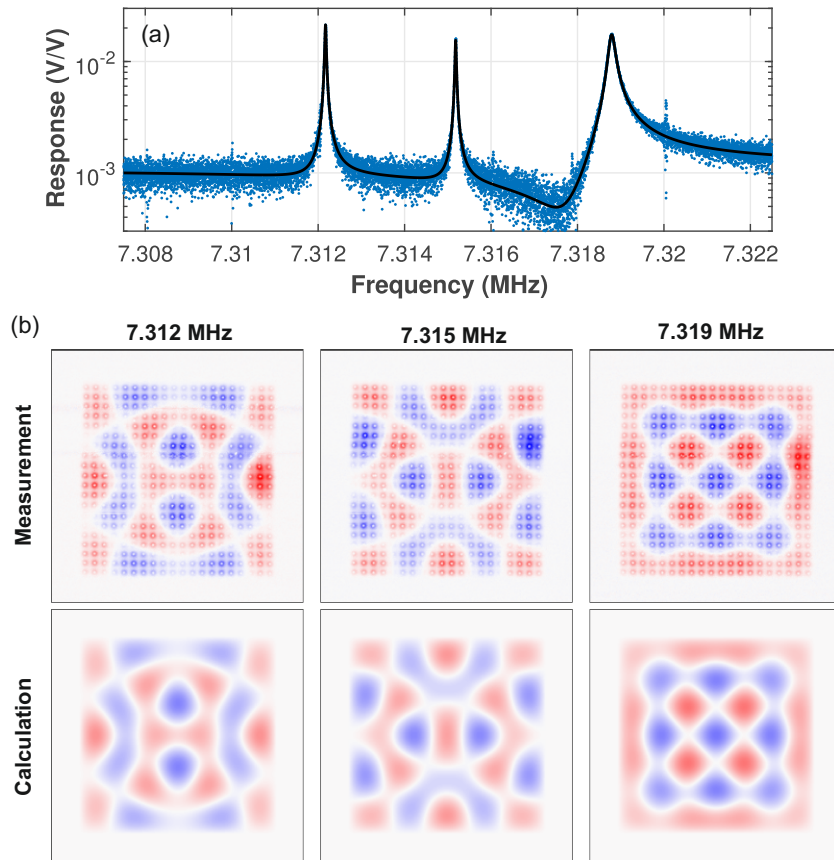 (a)
Response (V/V)
10⁻²
10⁻³
7.308 7.31 7.312 7.314 7.316 7.318 7.32 7.322
Frequency (MHz)
(b)
7.312 MHz 7.315 MHz 7.319 MHz
Measurement
Calculation